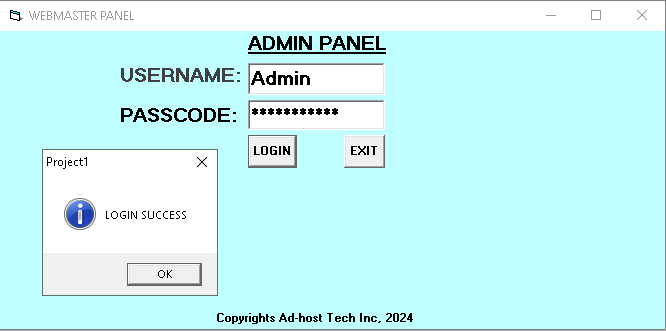 WEBMASTER PANEL
ADMIN PANEL
USERNAME: Admin
PASSCODE: ***********
LOGIN EXIT
Project1
LOGIN SUCCESS
OK
Copyrights Ad-host Tech Inc, 2024